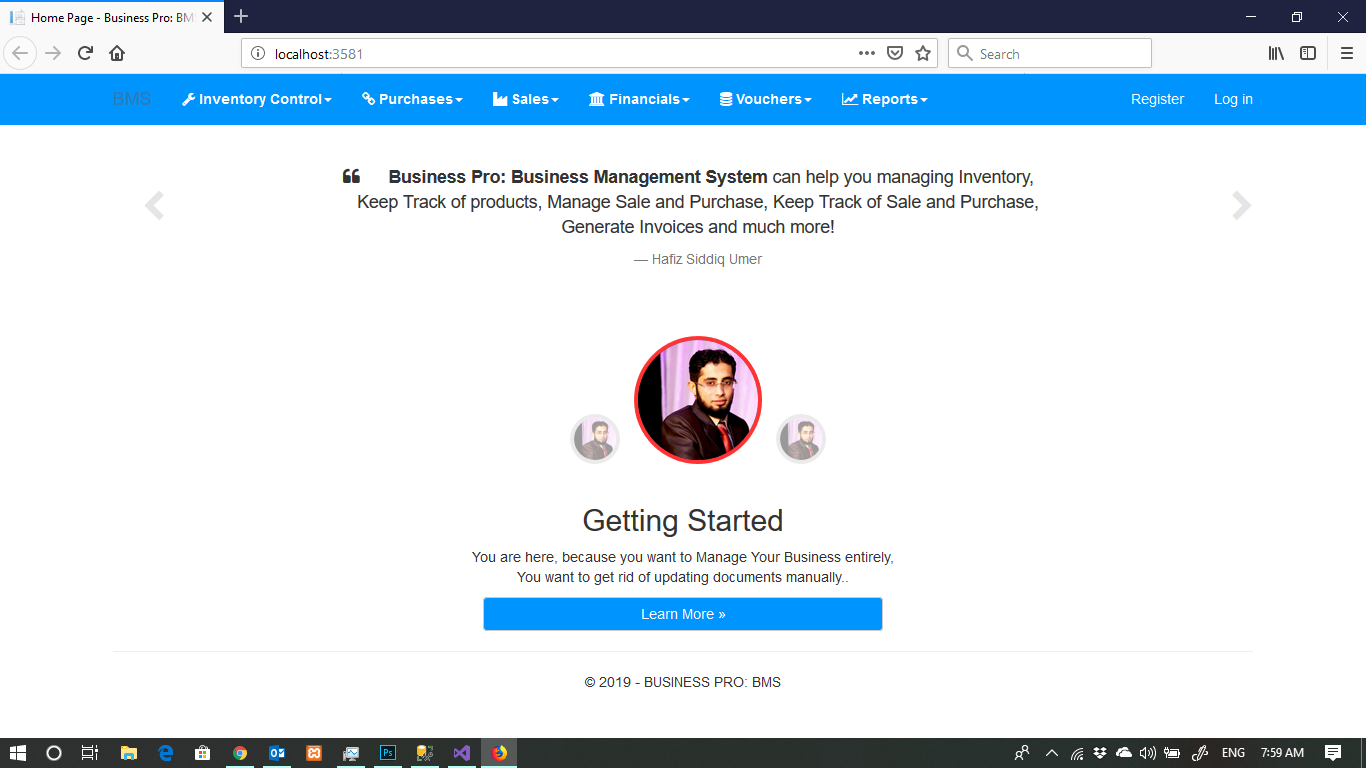 Home Page - Business Pro: BM
localhost:3581
Search
BMS Inventory Control Purchases Sales Financials Vouchers Reports Register Log in
Business Pro: Business Management System can help you managing Inventory,
Keep Track of products, Manage Sale and Purchase, Keep Track of Sale and Purchase,
Generate Invoices and much more!
— Hafiz Siddiq Umer
Getting Started
You are here, because you want to Manage Your Business entirely,
You want to get rid of updating documents manually..
Learn More »
© 2019 - BUSINESS PRO: BMS
ENG 7:59 AM